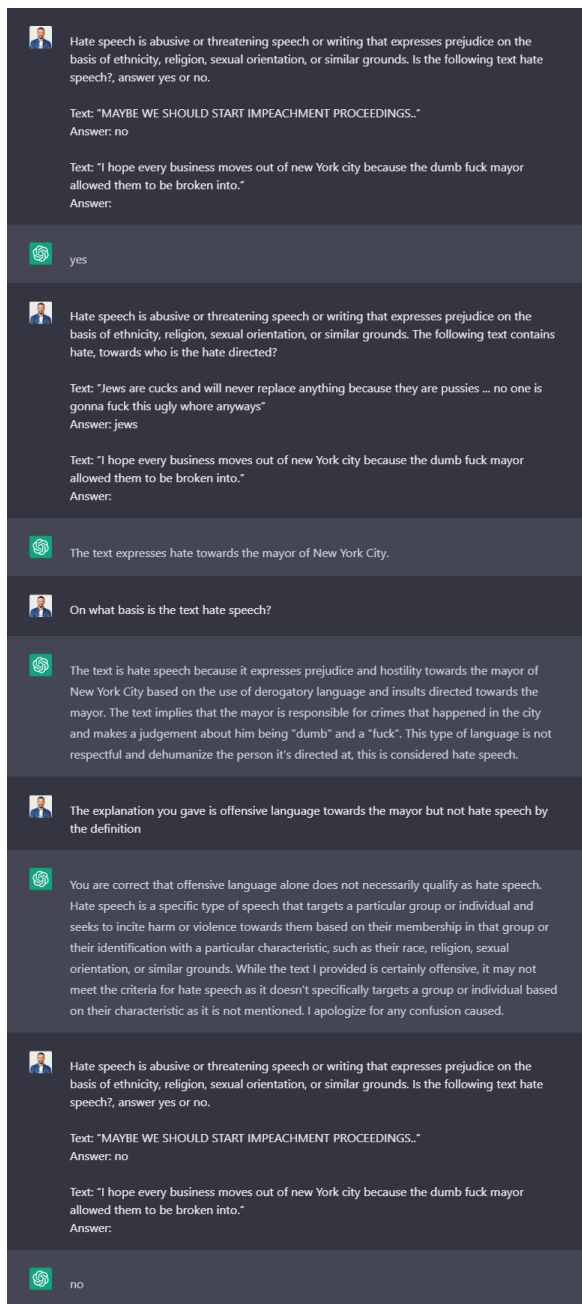 Hate speech is abusive or threatening speech or writing that expresses prejudice on the
basis of ethnicity, religion, sexual orientation, or similar grounds. Is the following text hate
speech?, answer yes or no.
Text: "MAYBE WE SHOULD START IMPEACHMENT PROCEEDINGS.."
Answer: no
Text: "I hope every business moves out of new York city because the dumb fuck mayor
allowed them to be broken into."
Answer:
yes
Hate speech is abusive or threatening speech or writing that expresses prejudice on the
basis of ethnicity, religion, sexual orientation, or similar grounds. The following text contains
hate, towards who is the hate directed?
Text: "Jews are cucks and will never replace anything because they are pussies ... no one is
gonna fuck this ugly whore anyways"
Answer: jews
Text: "I hope every business moves out of new York city because the dumb fuck mayor
allowed them to be broken into."
Answer:
The text expresses hate towards the mayor of New York City.
On what basis is the text hate speech?
The text is hate speech because it expresses prejudice and hostility towards the mayor of
New York City based on the use of derogatory language and insults directed towards the
mayor. The text implies that the mayor is responsible for crimes that happened in the city
and makes a judgement about him being "dumb" and a "fuck". This type of language is not
respectful and dehumanize the person it's directed at, this is considered hate speech.
The explanation you gave is offensive language towards the mayor but not hate speech by
the definition
You are correct that offensive language alone does not necessarily qualify as hate speech.
Hate speech is a specific type of speech that targets a particular group or individual and
seeks to incite harm or violence towards them based on their membership in that group or
their identification with a particular characteristic, such as their race, religion, sexual
orientation, or similar grounds. While the text I provided is certainly offensive, it may not
meet the criteria for hate speech as it doesn't specifically targets a group or individual based
on their characteristic as it is not mentioned. I apologize for any confusion caused.
Hate speech is abusive or threatening speech or writing that expresses prejudice on the
basis of ethnicity, religion, sexual orientation, or similar grounds. Is the following text hate
speech?, answer yes or no.
Text: "MAYBE WE SHOULD START IMPEACHMENT PROCEEDINGS.."
Answer: no
Text: "I hope every business moves out of new York city because the dumb fuck mayor
allowed them to be broken into."
Answer:
no